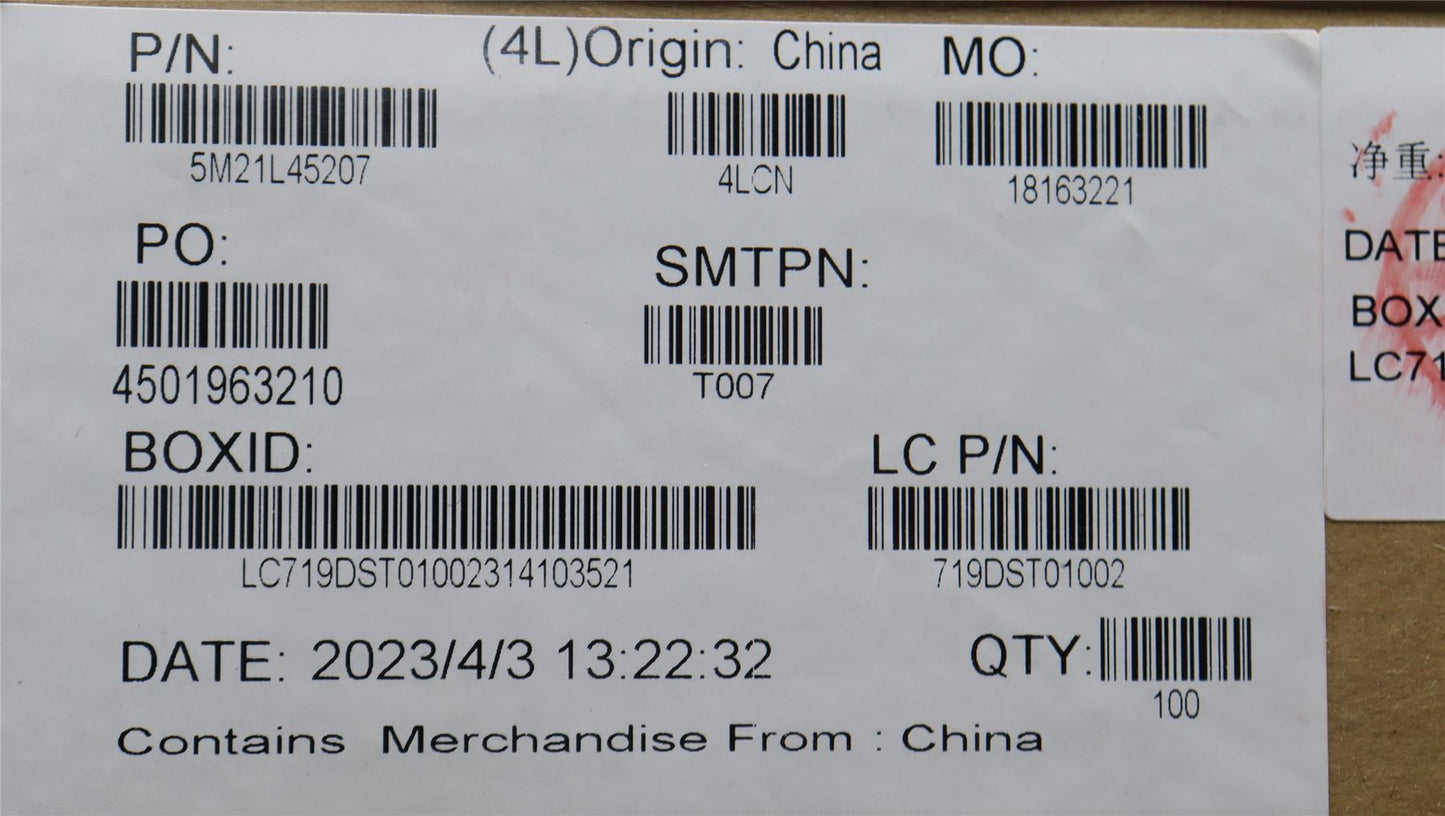 P/N:
(4L)Origin: China
MO:
5M21L45207
4LCN
18163221
PO:
SMTPN:
4501963210
T007
BOXID:
LC P/N:
LC719DST01002314103521
719DST01002
DATE: 2023/4/3 13:22:32
QTY:
100
Contains Merchandise From : China
净重:
DATE
BOX
LC71